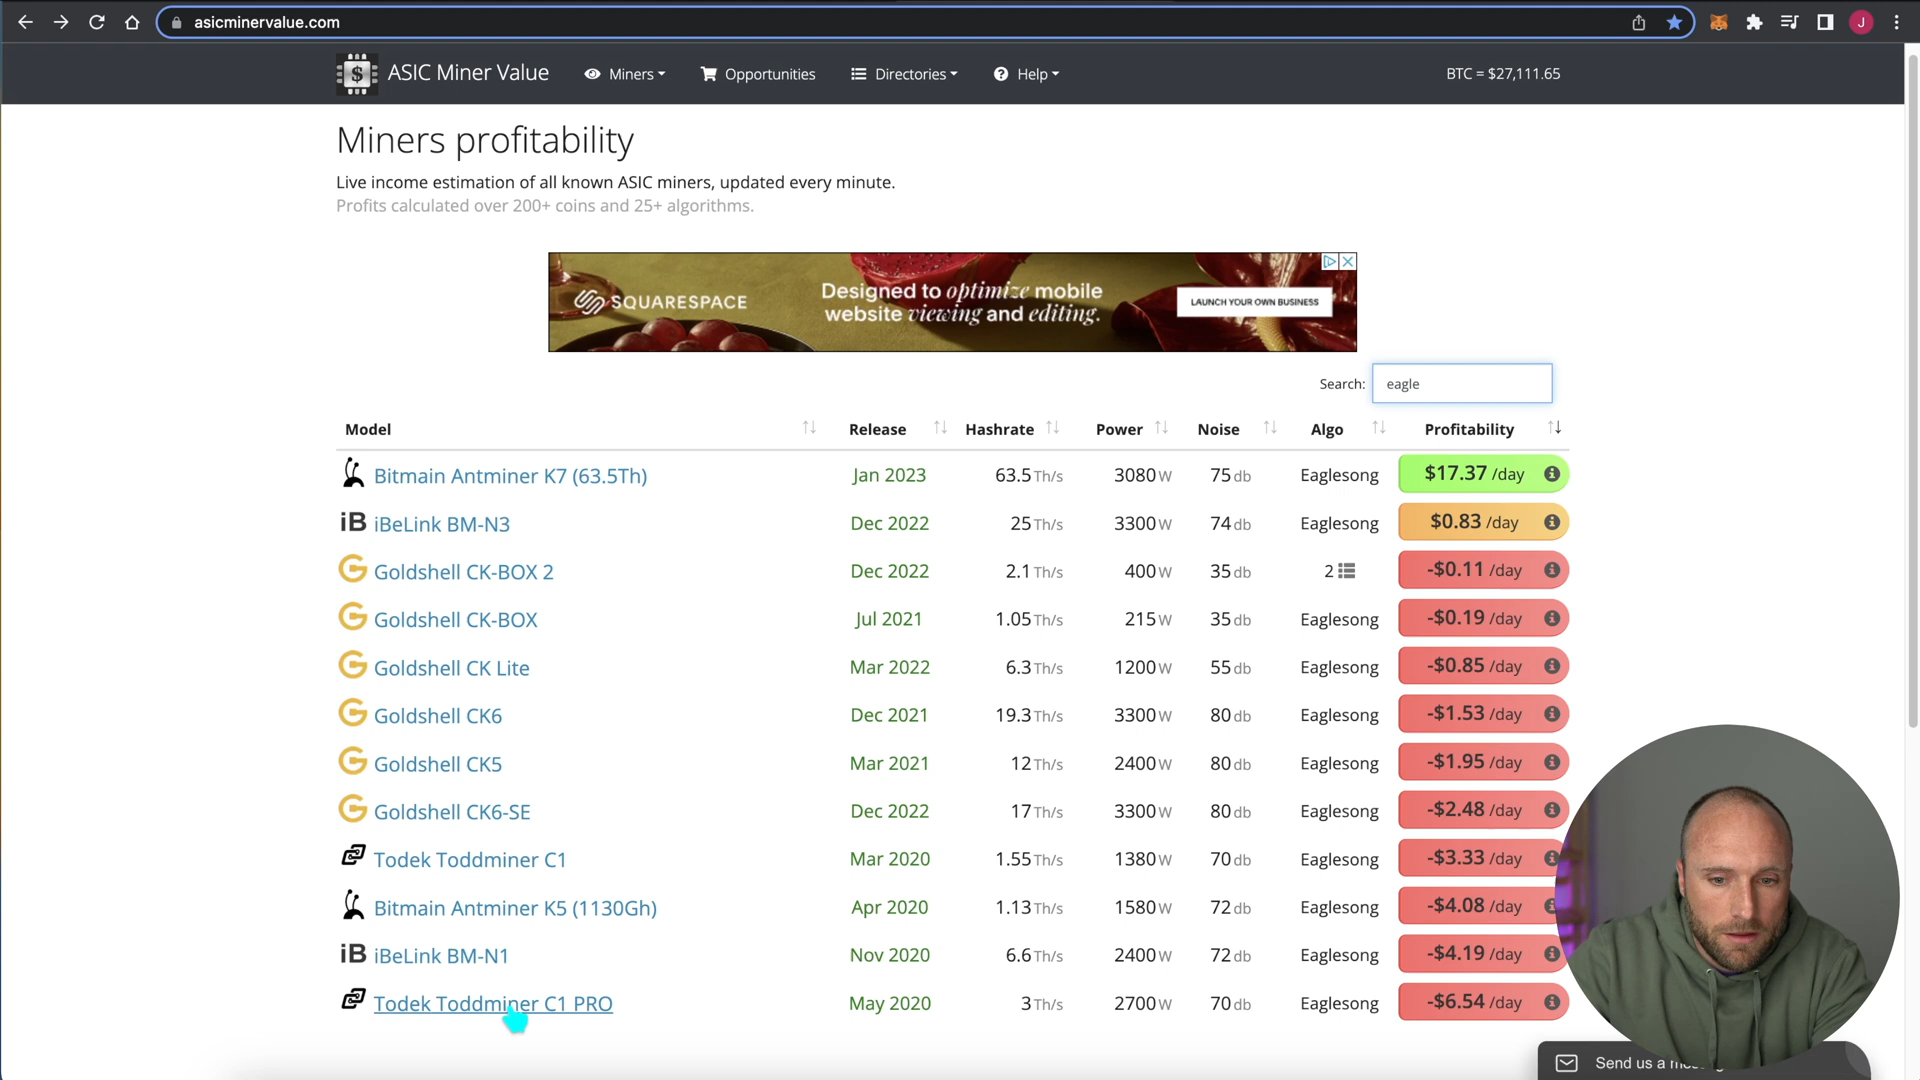 asicminervalue.com
J
$ ASIC Miner Value Miners Opportunities Directories Help BTC = $27,111.65
Miners profitability
Live income estimation of all known ASIC miners, updated every minute.
Profits calculated over 200+ coins and 25+ algorithms.
SQUARESPACE
Designed to optimize mobile
website viewing and editing.
LAUNCH YOUR OWN BUSINESS
Search: eagle
Model Release Hashrate Power Noise Algo Profitability
Bitmain Antminer K7 (63.5Th) Jan 2023 63.5 Th/s 3080 W 75 db Eaglesong $17.37 /day
iB iBeLink BM-N3 Dec 2022 25 Th/s 3300 W 74 db Eaglesong $0.83 /day
G Goldshell CK-BOX 2 Dec 2022 2.1 Th/s 400 W 35 db 2 -$0.11 /day
G Goldshell CK-BOX Jul 2021 1.05 Th/s 215 W 35 db Eaglesong -$0.19 /day
G Goldshell CK Lite Mar 2022 6.3 Th/s 1200 W 55 db Eaglesong -$0.85 /day
G Goldshell CK6 Dec 2021 19.3 Th/s 3300 W 80 db Eaglesong -$1.53 /day
G Goldshell CK5 Mar 2021 12 Th/s 2400 W 80 db Eaglesong -$1.95 /day
G Goldshell CK6-SE Dec 2022 17 Th/s 3300 W 80 db Eaglesong -$2.48 /day
Todek Toddminer C1 Mar 2020 1.55 Th/s 1380 W 70 db Eaglesong -$3.33 /day
Bitmain Antminer K5 (1130Gh) Apr 2020 1.13 Th/s 1580 W 72 db Eaglesong -$4.08 /day
iB iBeLink BM-N1 Nov 2020 6.6 Th/s 2400 W 72 db Eaglesong -$4.19 /day
Todek Toddminer C1 PRO May 2020 3 Th/s 2700 W 70 db Eaglesong -$6.54 /day
Send us a